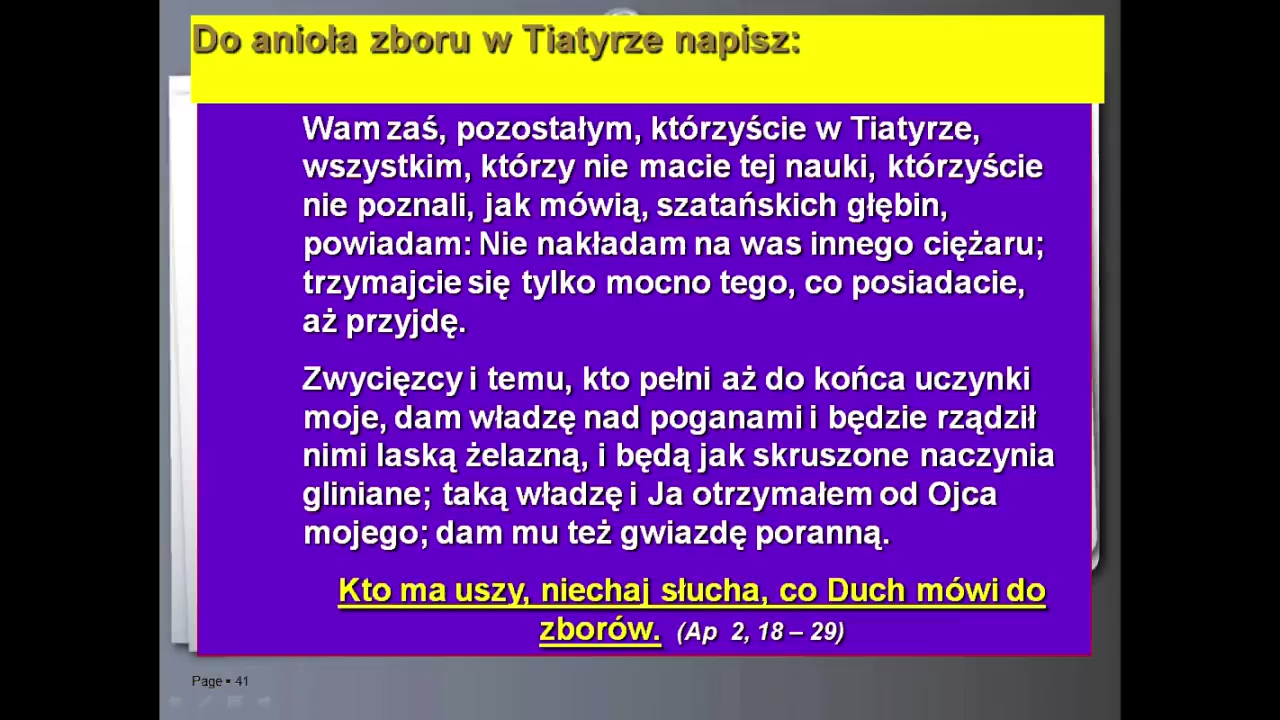 Do anioła zboru w Tiatyrze napisz:
Wam zaś, pozostałym, którzyście w Tiatyrze,
wszystkim, którzy nie macie tej nauki, którzyście
nie poznali, jak mówią, szatańskich głębin,
powiadam: Nie nakładam na was innego ciężaru;
trzymajcie się tylko mocno tego, co posiadacie,
aż przyjdę.
Zwycięzcy i temu, kto pełni aż do końca uczynki
moje, dam władzę nad poganami i będzie rządził
nimi laską żelazną, i będą jak skruszone naczynia
gliniane; taką władzę i Ja otrzymałem od Ojca
mojego; dam mu też gwiazdę poranną.
Kto ma uszy, niechaj słucha, co Duch mówi do
zborów. (Ap 2, 18 – 29)
Page ▪ 41